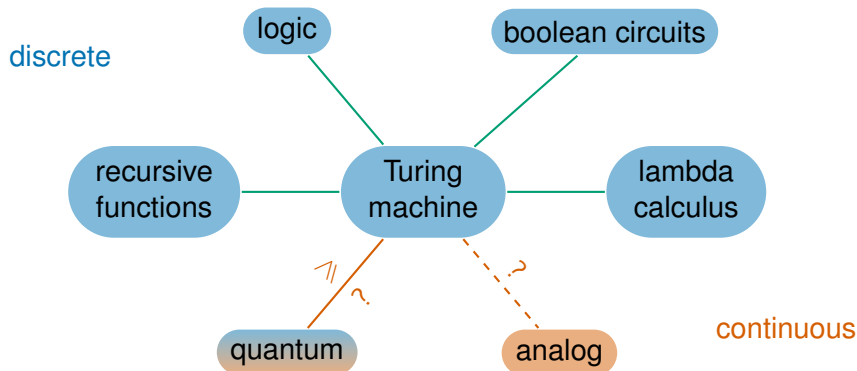 logic
boolean circuits
discrete
recursive
functions
Turing
machine
lambda
calculus
⩾
?
?
continuous
quantum
analog